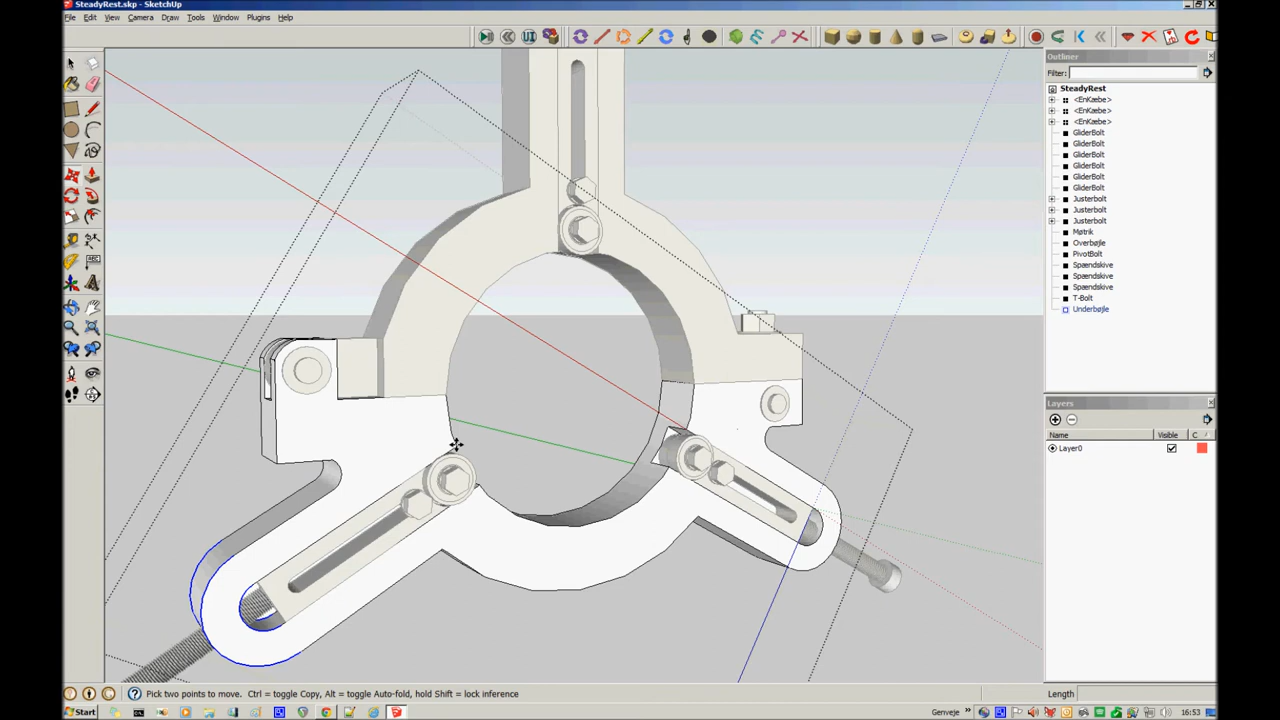 SteadyRest.skp - SketchUp
File Edit View Camera Draw Tools Window Plugins Help
UI
ABC
Outliner
Filter:
SteadyRest
<EnKæbe>
<EnKæbe>
<EnKæbe>
GliderBolt
GliderBolt
GliderBolt
GliderBolt
GliderBolt
GliderBolt
Justerbolt
Justerbolt
Justerbolt
Møtrik
Overbøjle
PivotBolt
Spændskive
Spændskive
Spændskive
T-Bolt
Underbøjle
Layers
Name Visible C
Layer0
Pick two points to move. Ctrl = toggle Copy, Alt = toggle Auto-fold, hold Shift = lock inference
Length
Start
Genveje »
16:53